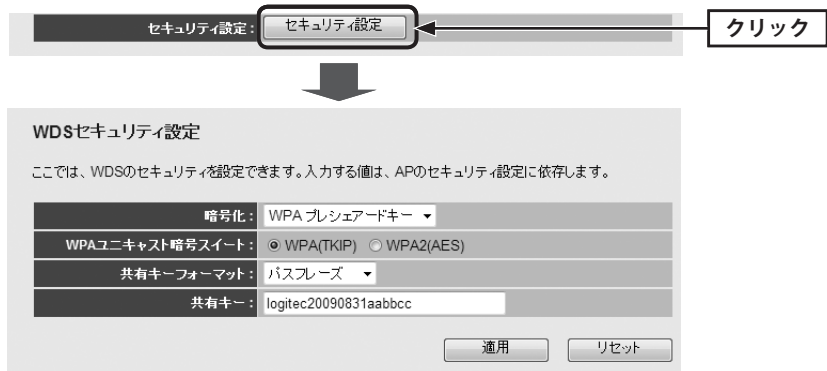 セキュリティ設定： セキュリティ設定 クリック
WDSセキュリティ設定
ここでは、WDSのセキュリティを設定できます。入力する値は、APのセキュリティ設定に依存します。
暗号化： WPA プレシェアードキー
WPAユニキャスト暗号スイート： WPA(TKIP) WPA2(AES)
共有キーフォーマット： パスフレーズ
共有キー： logitec20090831aabbcc
適用 リセット